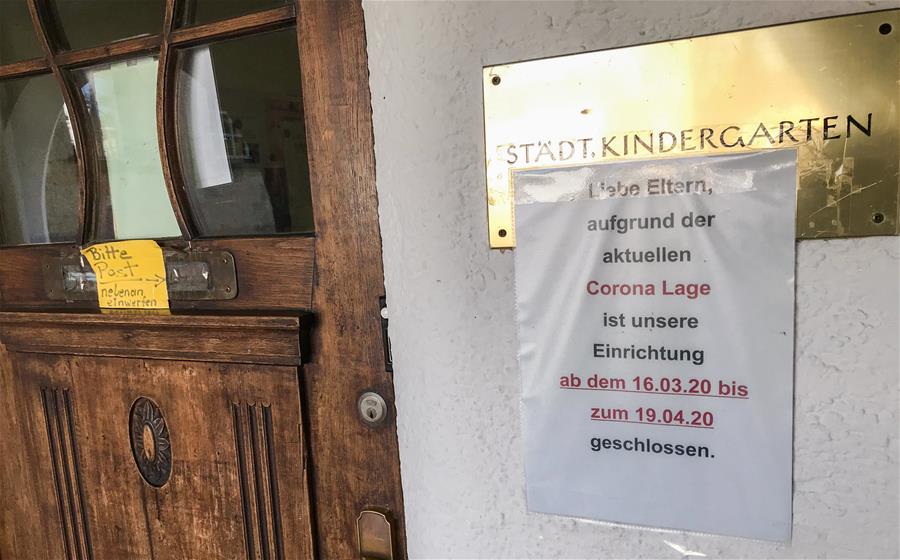 STÄDT. KINDERGARTEN
Liebe Eltern,
aufgrund der
aktuellen
Corona Lage
ist unsere
Einrichtung
ab dem 16.03.20 bis
zum 19.04.20
geschlossen.
Bitte
Post
nebenan
einwerfen